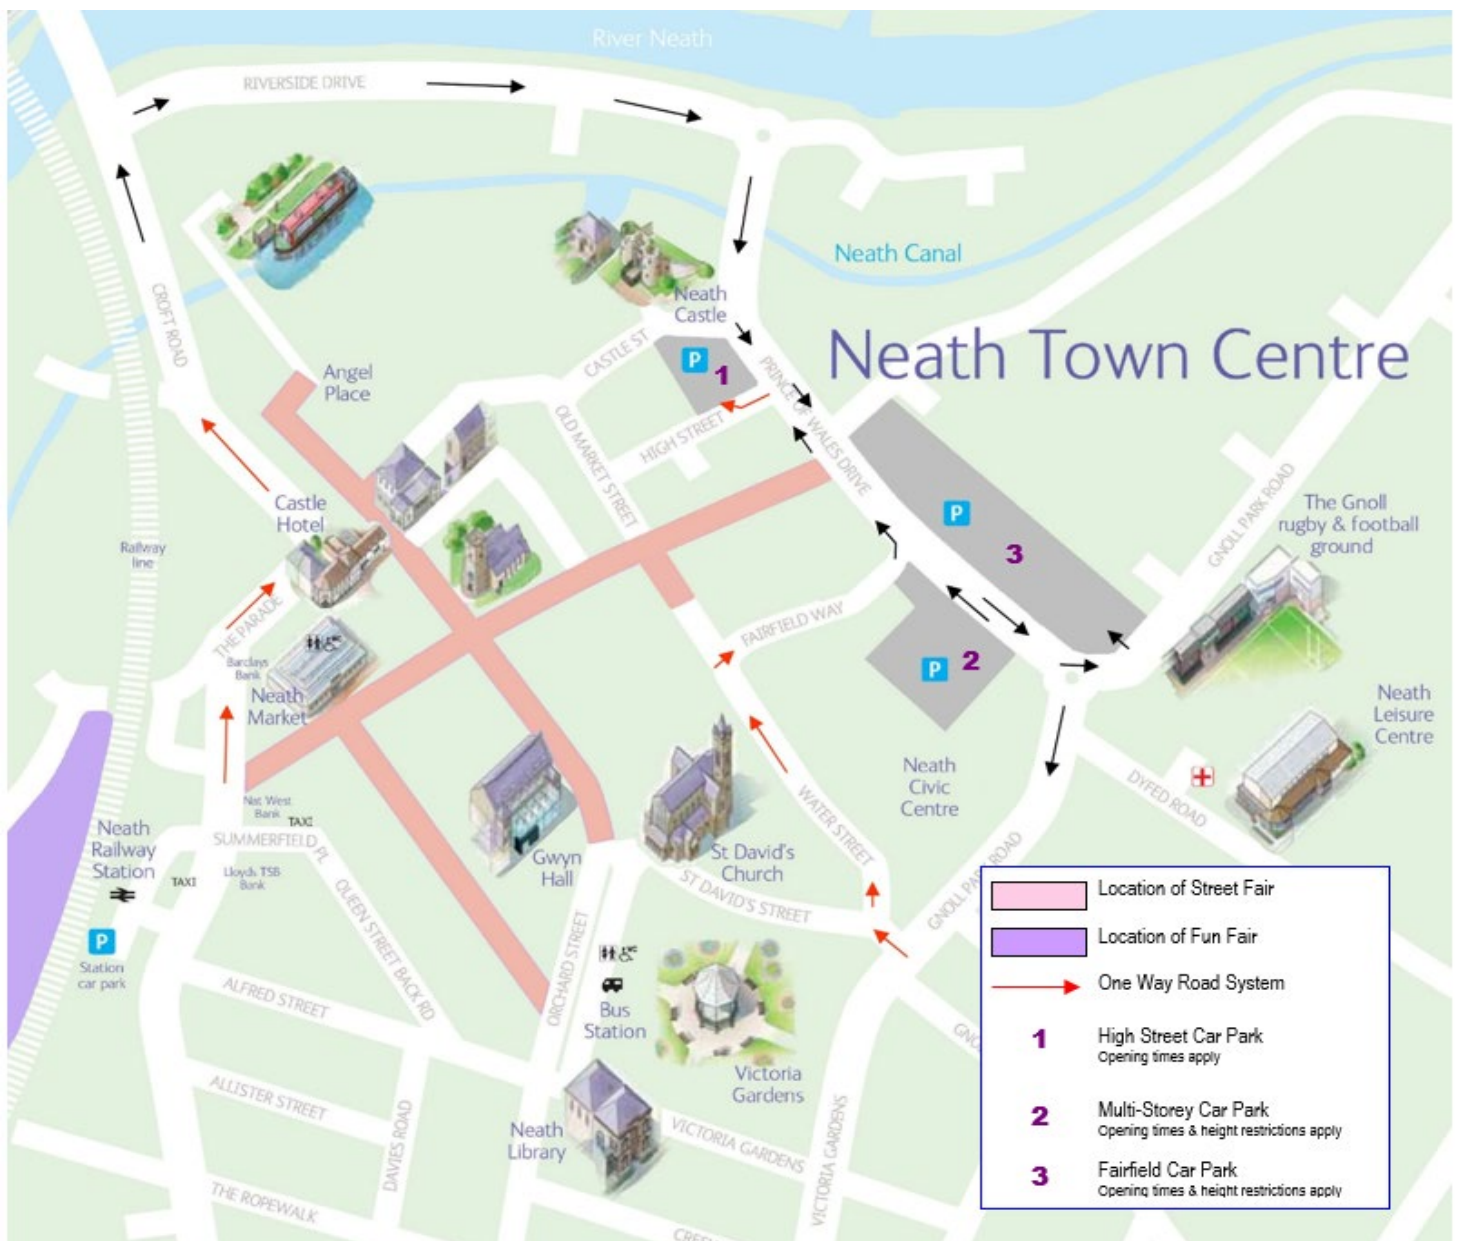 River Neath
RIVERSIDE DRIVE
Neath Canal
Neath
Castle
Neath Town Centre
CROFT ROAD
CASTLE ST
P
1
PRINCE OF WALES DRIVE
Angel
Place
OLD MARKET STREET
HIGH STREET
GNOLL PARK ROAD
Castle
Hotel
P
3
The Gnoll
rugby & football
ground
Railway
line
THE PARADE
FAIRFIELD WAY
Barclays
Bank
Neath
Market
P
2
Neath
Leisure
Centre
Neath
Civic
Centre
DYFED ROAD
Nat West
Bank
TAXI
SUMMERFIELD PL
Neath
Railway
Station
TAXI
Lloyds TSB
Bank
WATER STREET
Gwyn
Hall
St David's
Church
ST DAVID'S STREET
GNOLL PARK ROAD
QUEEN STREET BACK RD
ORCHARD STREET
P
Station
car park
WC
Bus
Station
ALFRED STREET
Victoria
Gardens
ALLISTER STREET
DAVIES ROAD
Neath
Library
VICTORIA GARDENS
VICTORIA GARDENS
THE ROPEWALK
Location of Street Fair
Location of Fun Fair
One Way Road System
1 High Street Car Park
Opening times apply
2 Multi-Storey Car Park
Opening times & height restrictions apply
3 Fairfield Car Park
Opening times & height restrictions apply